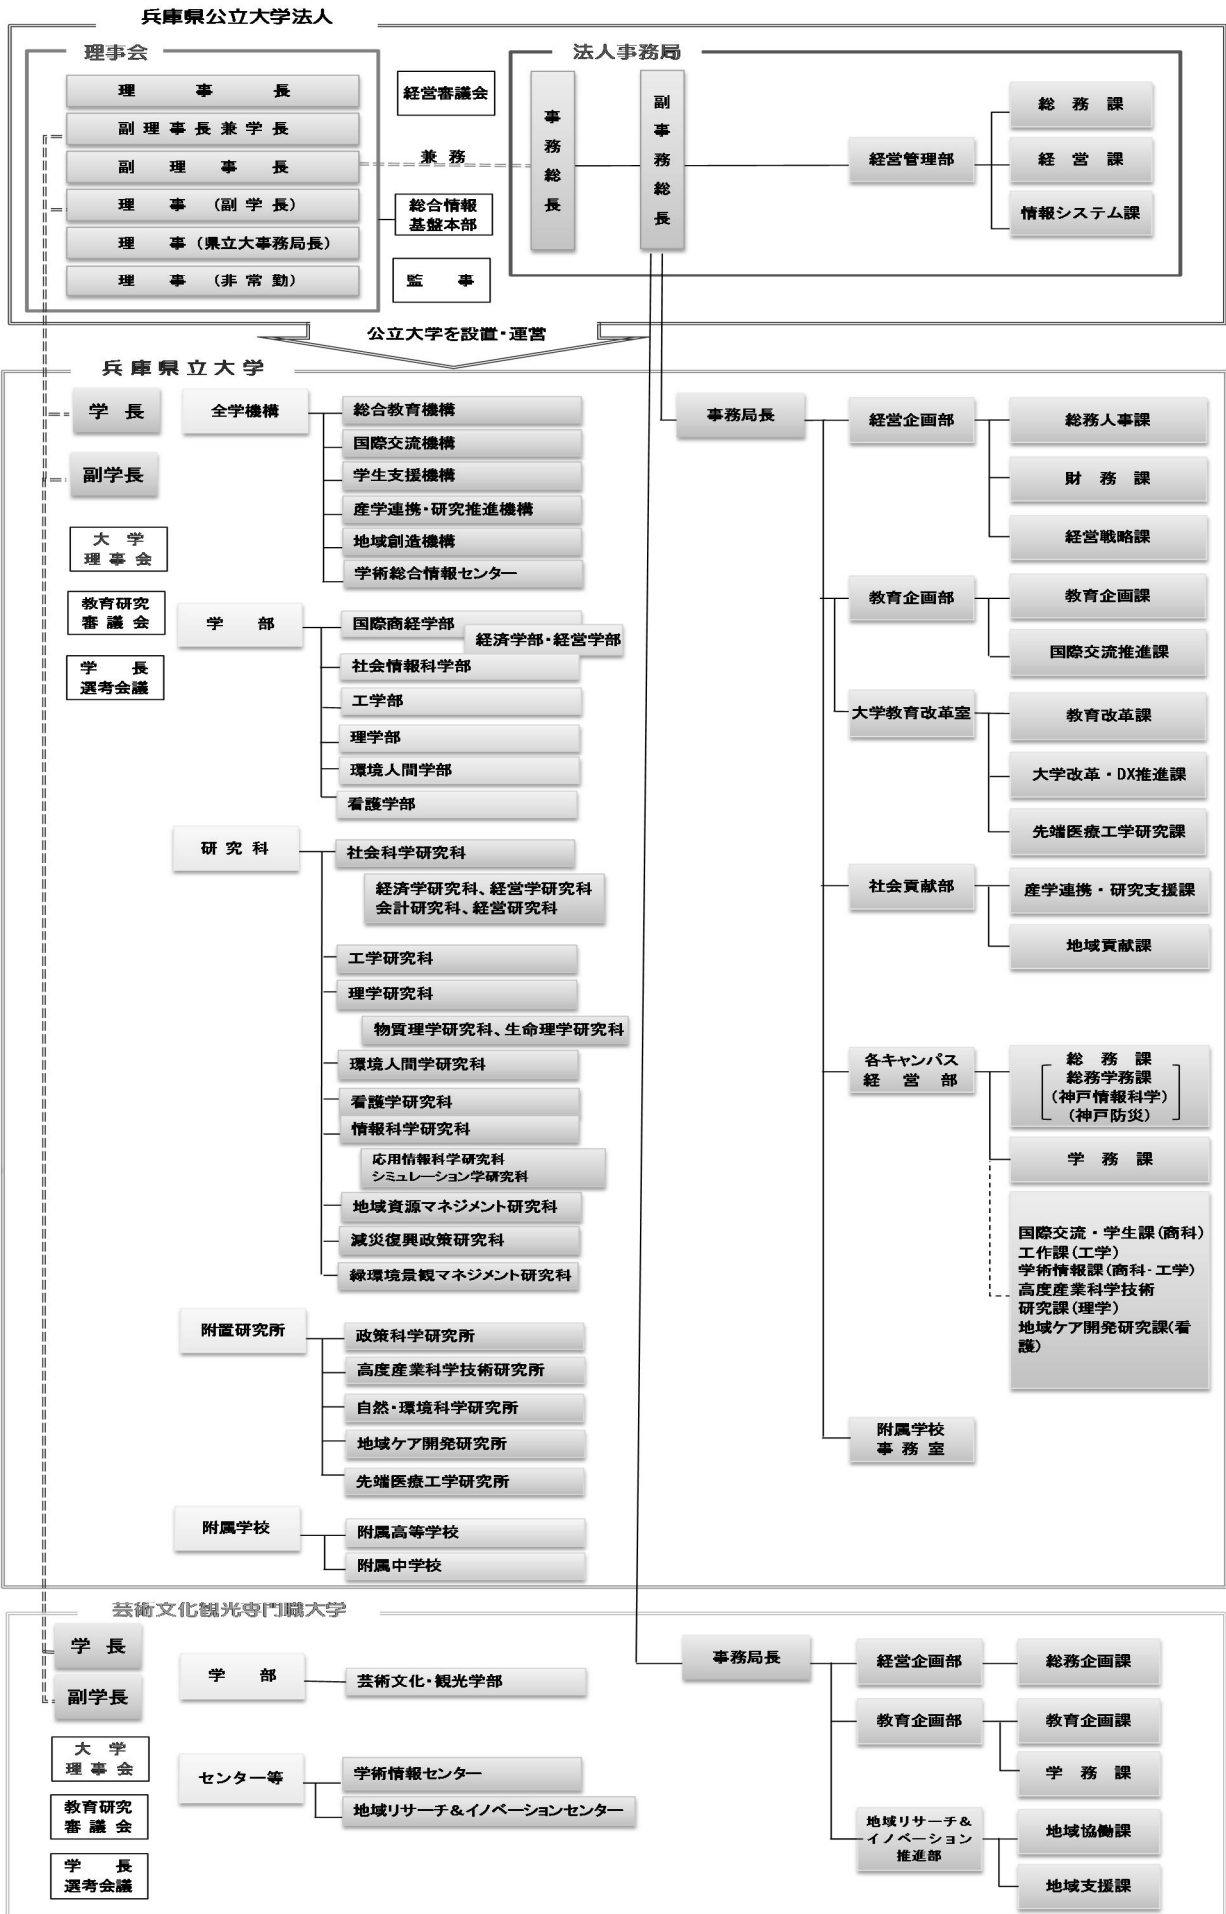 兵庫県公立大学法人
理事会
理事長
副理事長兼学長
副理事長
理事（副学長）
理事（県立大事務局長）
理事（非常勤）
経営審議会
兼務
総合情報
基盤本部
監事
法人事務局
事務総長
副事務総長
経営管理部
総務課
経営課
情報システム課
公立大学を設置・運営
兵庫県立大学
学長
副学長
大学
理事会
教育研究
審議会
学長
選考会議
全学機構
総合教育機構
国際交流機構
学生支援機構
産学連携・研究推進機構
地域創造機構
学術総合情報センター
学部
国際商経学部
経済学部・経営学部
社会情報科学部
工学部
理学部
環境人間学部
看護学部
研究科
社会科学研究科
経済学研究科、経営学研究科
会計研究科、経営研究科
工学研究科
理学研究科
物質理学研究科、生命理学研究科
環境人間学研究科
看護学研究科
情報科学研究科
応用情報科学研究科
シミュレーション学研究科
地域資源マネジメント研究科
減災復興政策研究科
緑環境景観マネジメント研究科
附置研究所
政策科学研究所
高度産業科学技術研究所
自然・環境科学研究所
地域ケア開発研究所
先端医療工学研究所
附属学校
附属高等学校
附属中学校
事務局長
経営企画部
総務人事課
財務課
経営戦略課
教育企画部
教育企画課
国際交流推進課
大学教育改革室
教育改革課
大学改革・DX推進課
先端医療工学研究課
社会貢献部
産学連携・研究支援課
地域貢献課
各キャンパス
経営部
総務課
総務学務課
(神戸情報科学)
(神戸防災)
学務課
国際交流・学生課(商科)
工作課(工学)
学術情報課(商科・工学)
高度産業科学技術
研究課(理学)
地域ケア開発研究課(看
護)
附属学校
事務室
芸術文化観光専門職大学
学長
副学長
大学
理事会
教育研究
審議会
学長
選考会議
学部
芸術文化・観光学部
センター等
学術情報センター
地域リサーチ＆イノベーションセンター
事務局長
経営企画部
総務企画課
教育企画部
教育企画課
学務課
地域リサーチ＆
イノベーション
推進部
地域協働課
地域支援課